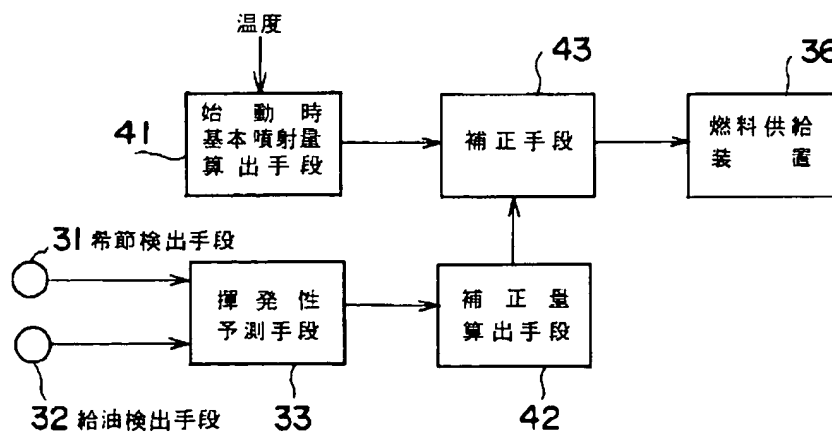 温度
43
36
41
始動時
基本噴射量
算出手段
補正手段
燃料供給
装置
31 希節検出手段
揮発性
予測手段
補正量
算出手段
32 給油検出手段
33
42